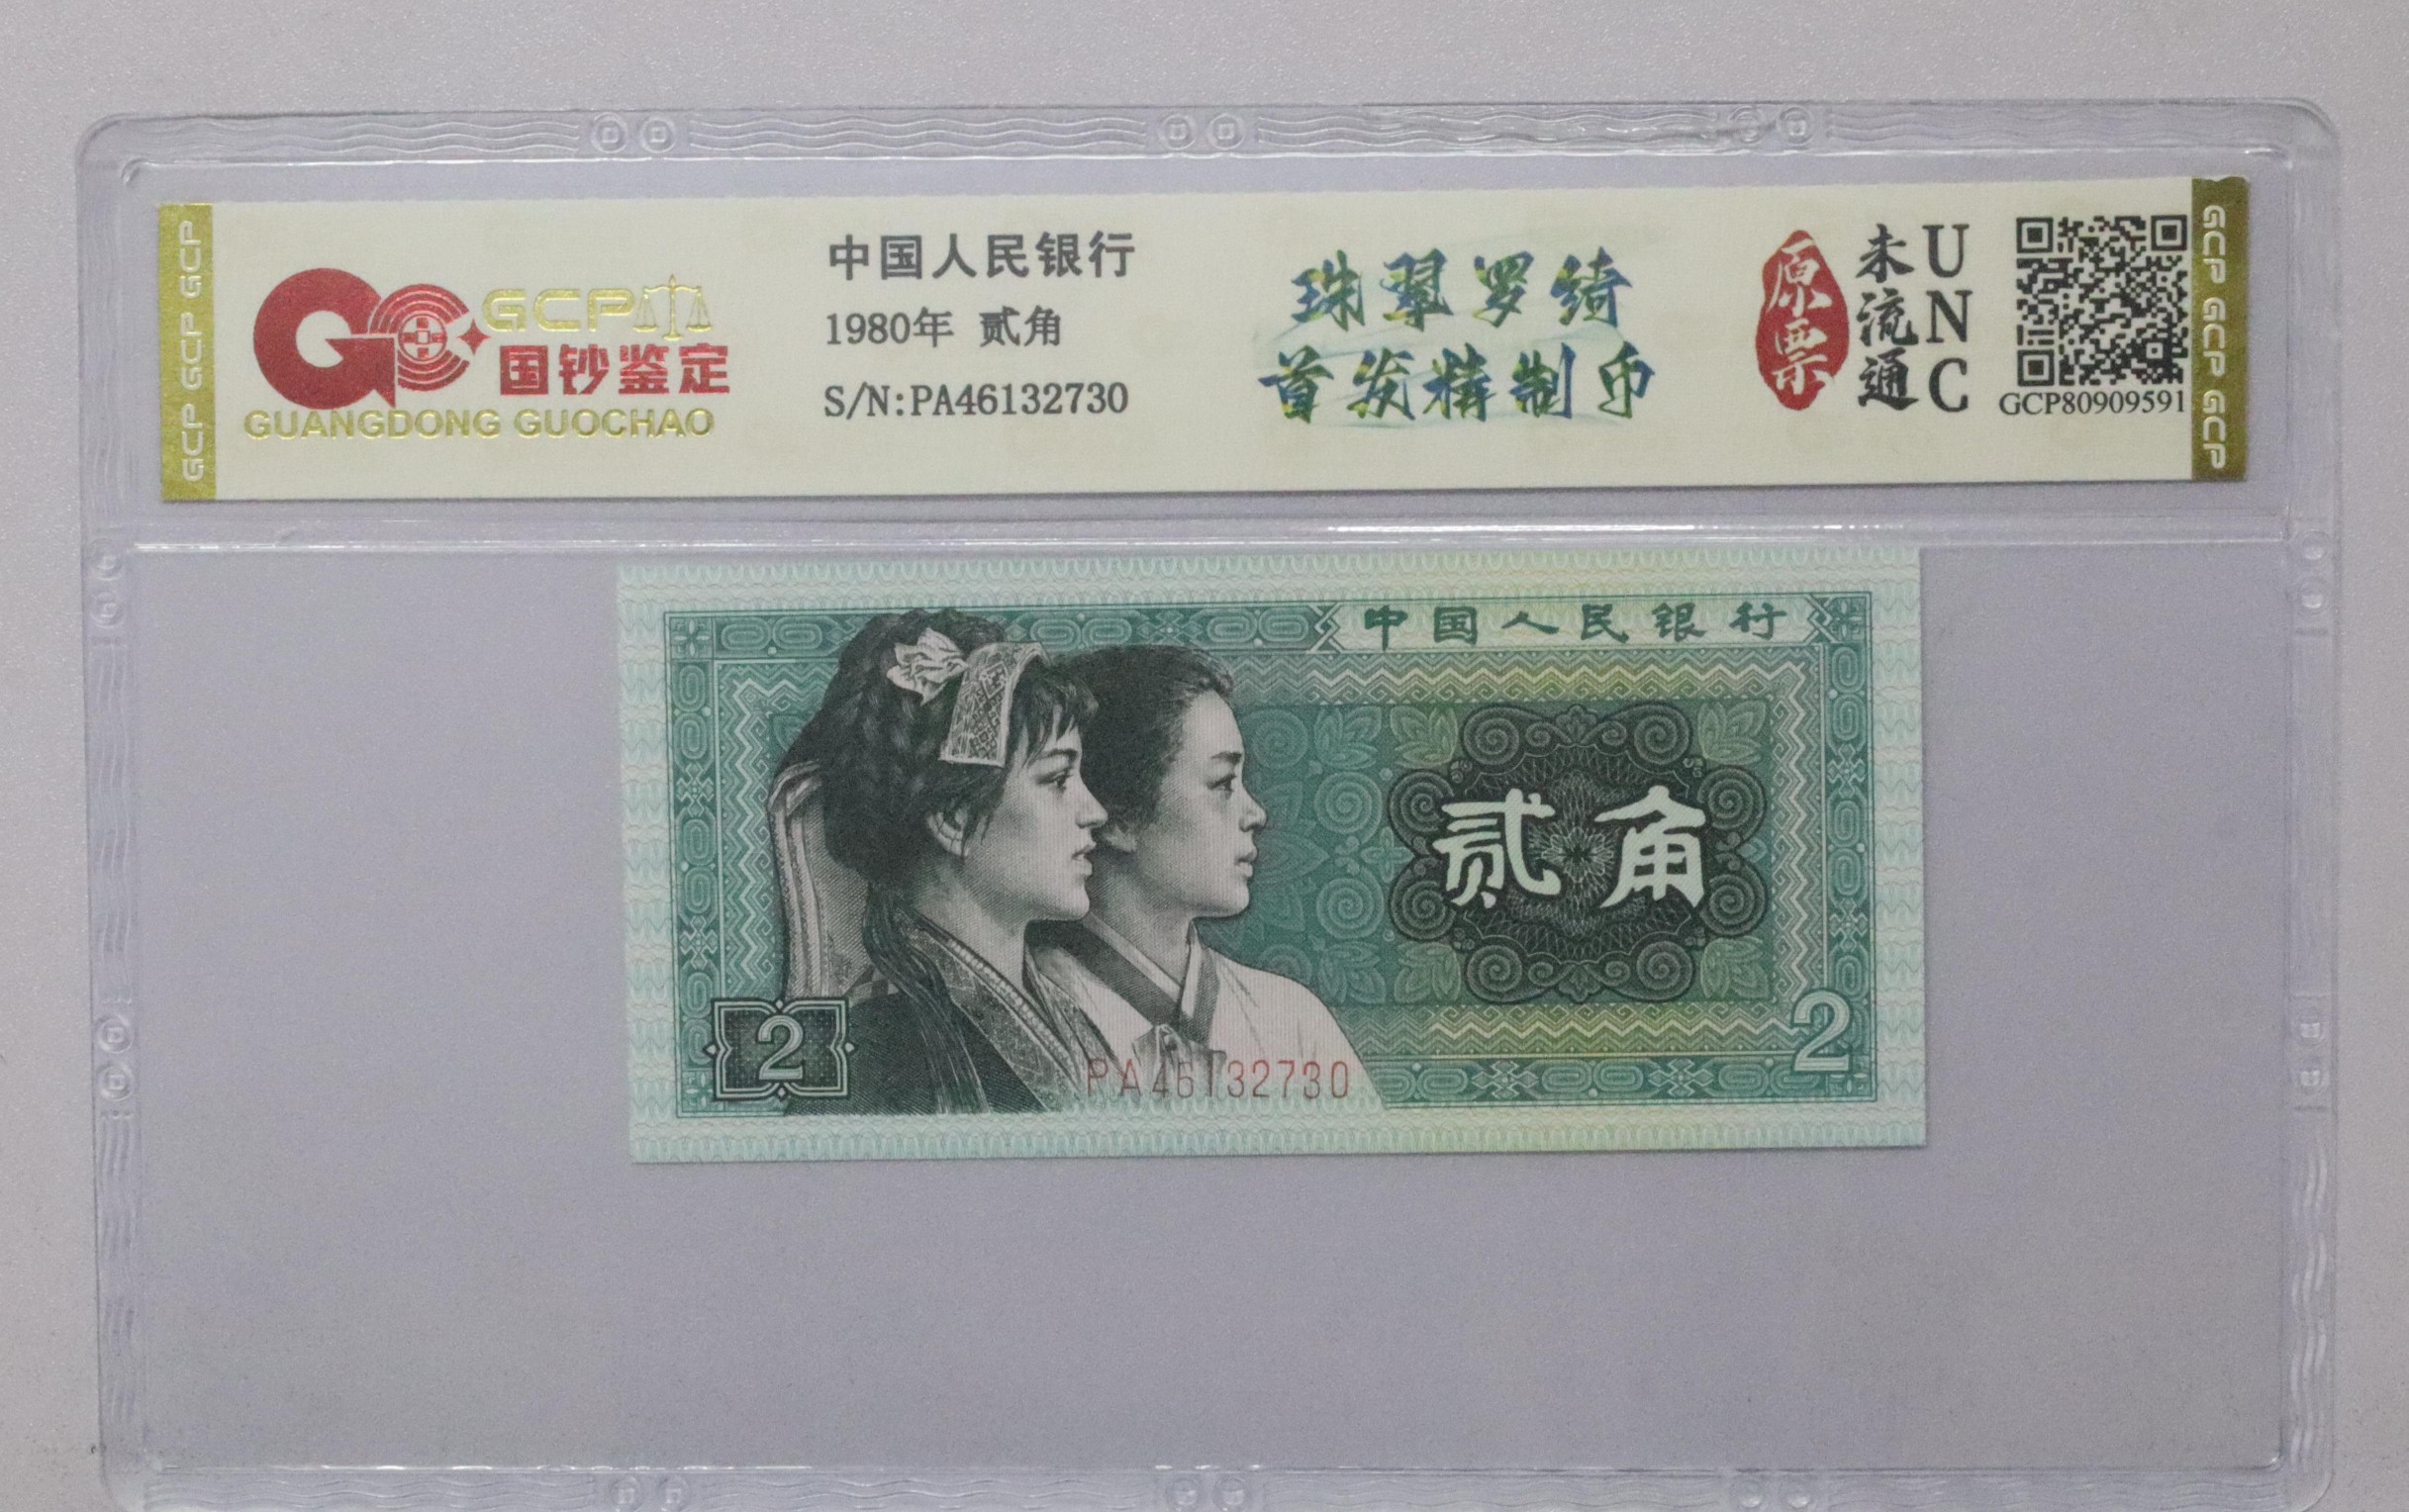 GCP GCP GCP
GCP
国钞鉴定
GUANGDONG GUOCHAO
中国人民银行
1980年 贰角
S/N:PA46132730
珠翠罗绮
首发精制币
原票
未流通
UNC
GCP80909591
GCP GCP GCP
中国人民银行
贰角
2
PA46132730
2